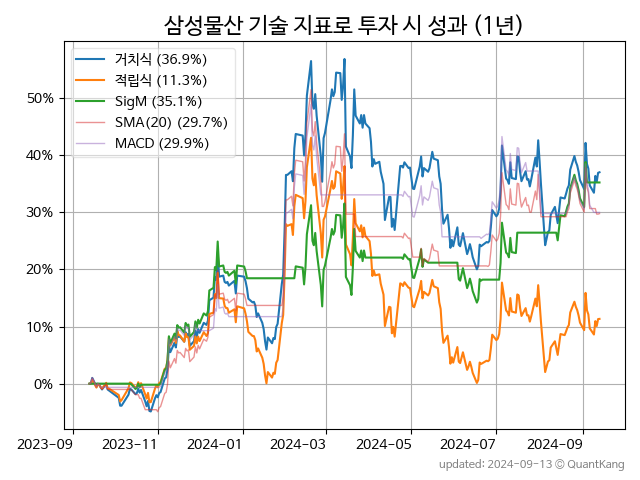 삼성물산 기술 지표로 투자 시 성과 (1년)
거치식 (36.9%)
적립식 (11.3%)
SigM (35.1%)
SMA(20) (29.7%)
MACD (29.9%)
50%
40%
30%
20%
10%
0%
2023-09 2023-11 2024-01 2024-03 2024-05 2024-07 2024-09
updated: 2024-09-13 © QuantKang